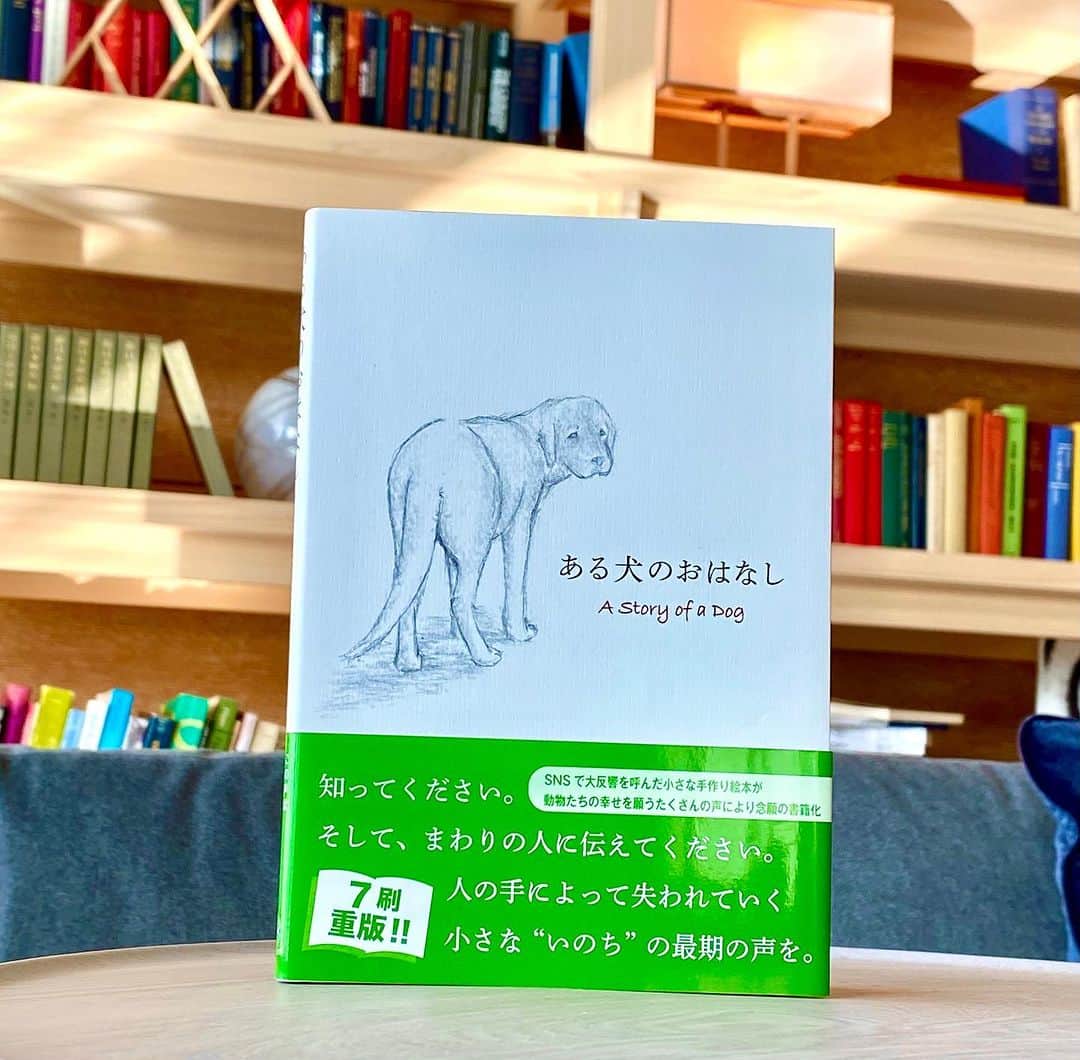 ある犬のおはなし
A Story of a Dog
知ってください。
SNSで大反響を呼んだ小さな手作り絵本が
動物たちの幸せを願うたくさんの声により念願の書籍化
そして、まわりの人に伝えてください。
7刷
重版!!
人の手によって失われていく
小さな “いのち” の最期の声を。